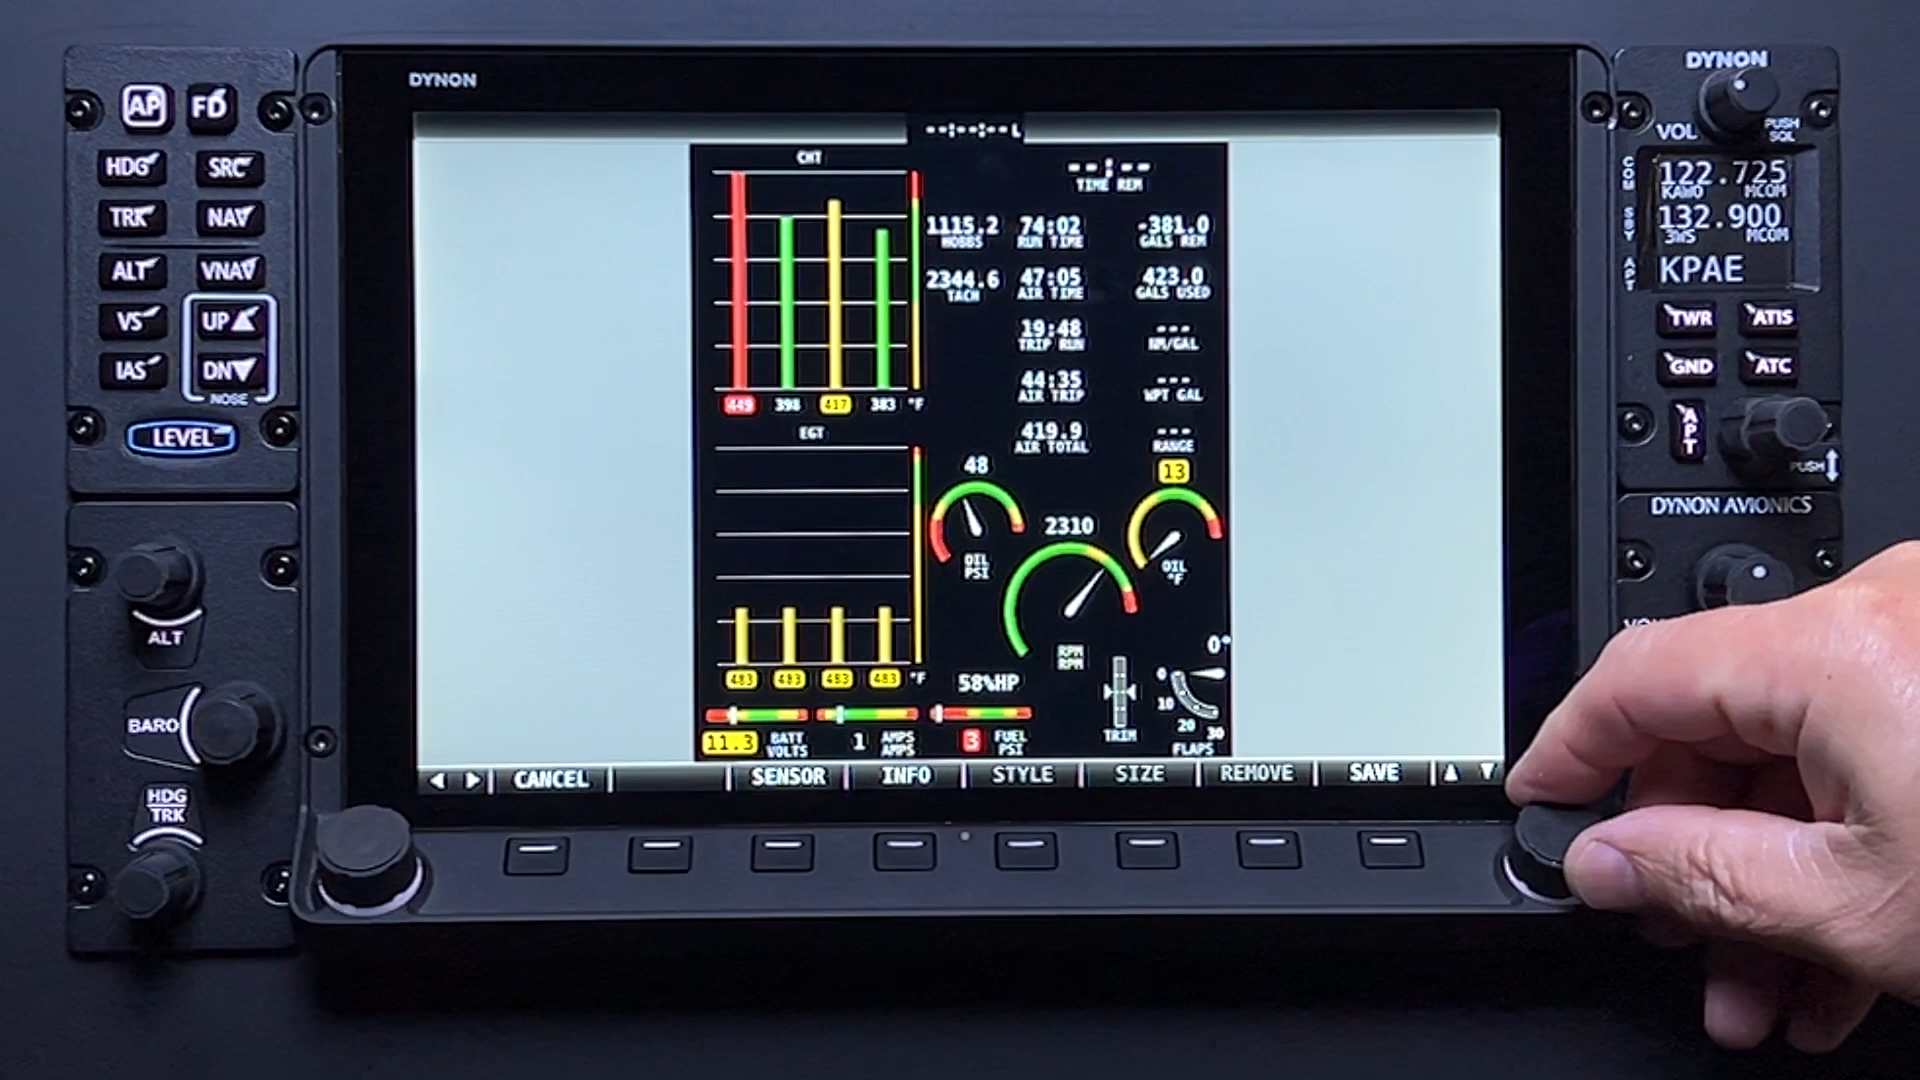 DYNON
AP FD
HDG SRC
TRK NAV
ALT VNAV
VS UP
IAS DN
NOSE
LEVEL
ALT
BARO
HDG
TRK
DYNON
--:--:--L
CHT
449 398 417 383 °F
EGT
483 483 483 483 °F
--:--
TIME REM
1115.2 74:02 -381.0
HOBBS RUN TIME GALS REM
2344.6 47:05 423.0
TACH AIR TIME GALS USED
19:48 ---
TRIP RUN NM/GAL
44:35 ---
AIR TRIP WPT GAL
419.9 ---
AIR TOTAL RANGE
48
OIL
PSI
2310
RPM
RPM
13
OIL
°F
58%HP
11.3 BATT
VOLTS
1 AMPS
AMPS
3 FUEL
PSI
TRIM
0°
0
10
20
30
FLAPS
CANCEL SENSOR INFO STYLE SIZE REMOVE SAVE
DYNON
VOL
PUSH
SQL
COM
122.725
KAWO MCOM
SBY
132.900
3W5 MCOM
APT
KPAE
TWR ATIS
GND ATC
APT
PUSH
DYNON AVIONICS